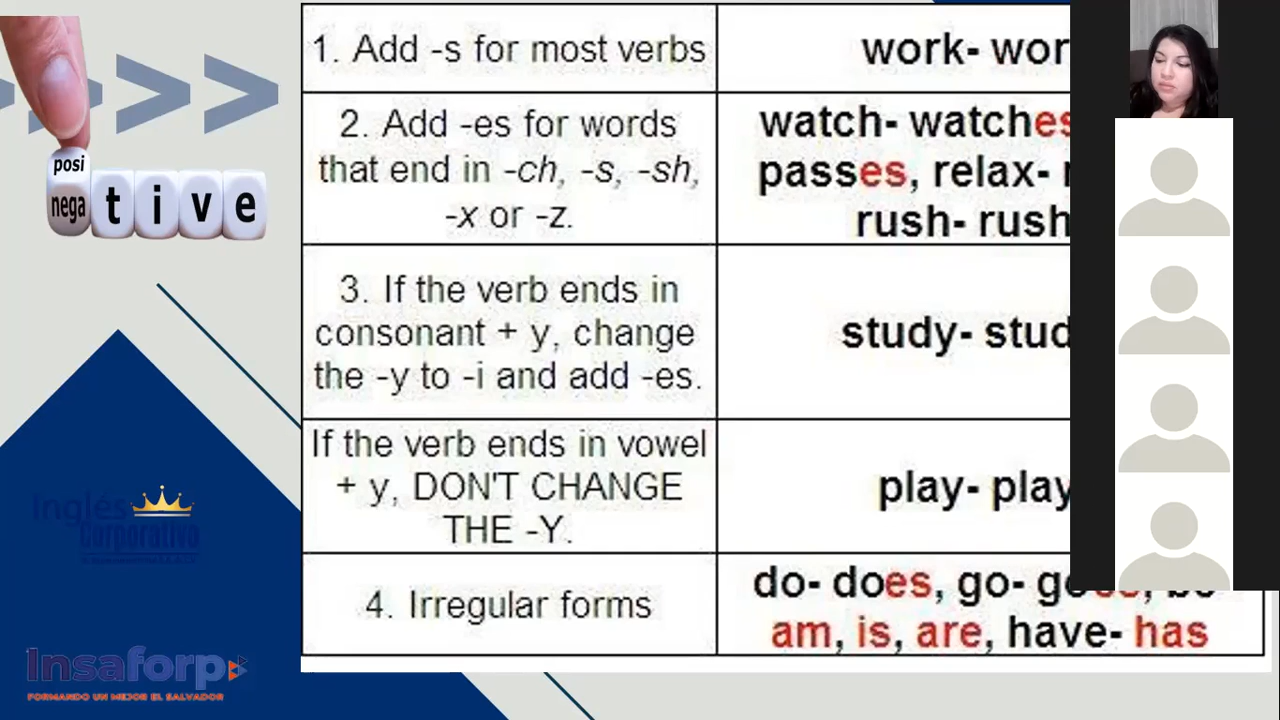 posi
nega
t i v e
1. Add -s for most verbs
work-
2. Add -es for words
that end in -ch, -s, -sh,
-x or -z.
watch- watches
passes, relax-
rush- rush
3. If the verb ends in
consonant + y, change
the -y to -i and add -es.
study- stud
If the verb ends in vowel
+ y, DON'T CHANGE
THE -Y.
play- play
4. Irregular forms
do- does, go- goes, be-
am, is, are, have- has
Inglés
Corporativo
Insaforp
FORMANDO UN MEJOR EL SALVADOR